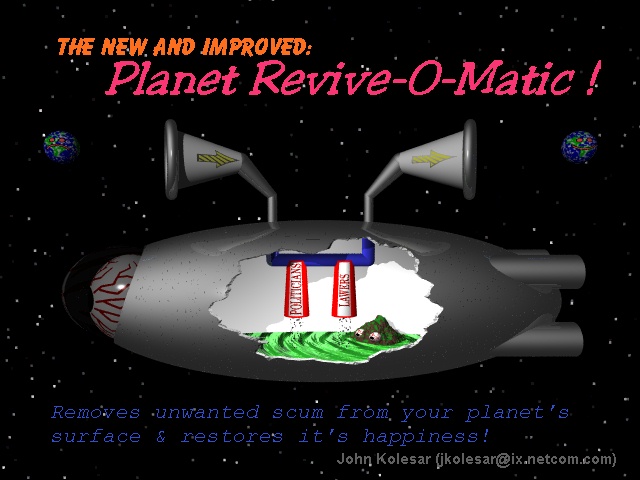 THE NEW AND IMPROVED:
Planet Revive-O-Matic !
POLITICIANS
LAWERS
Removes unwanted scum from your planet's
surface & restores it's happiness!
John Kolesar (jkolesar@ix.netcom.com)